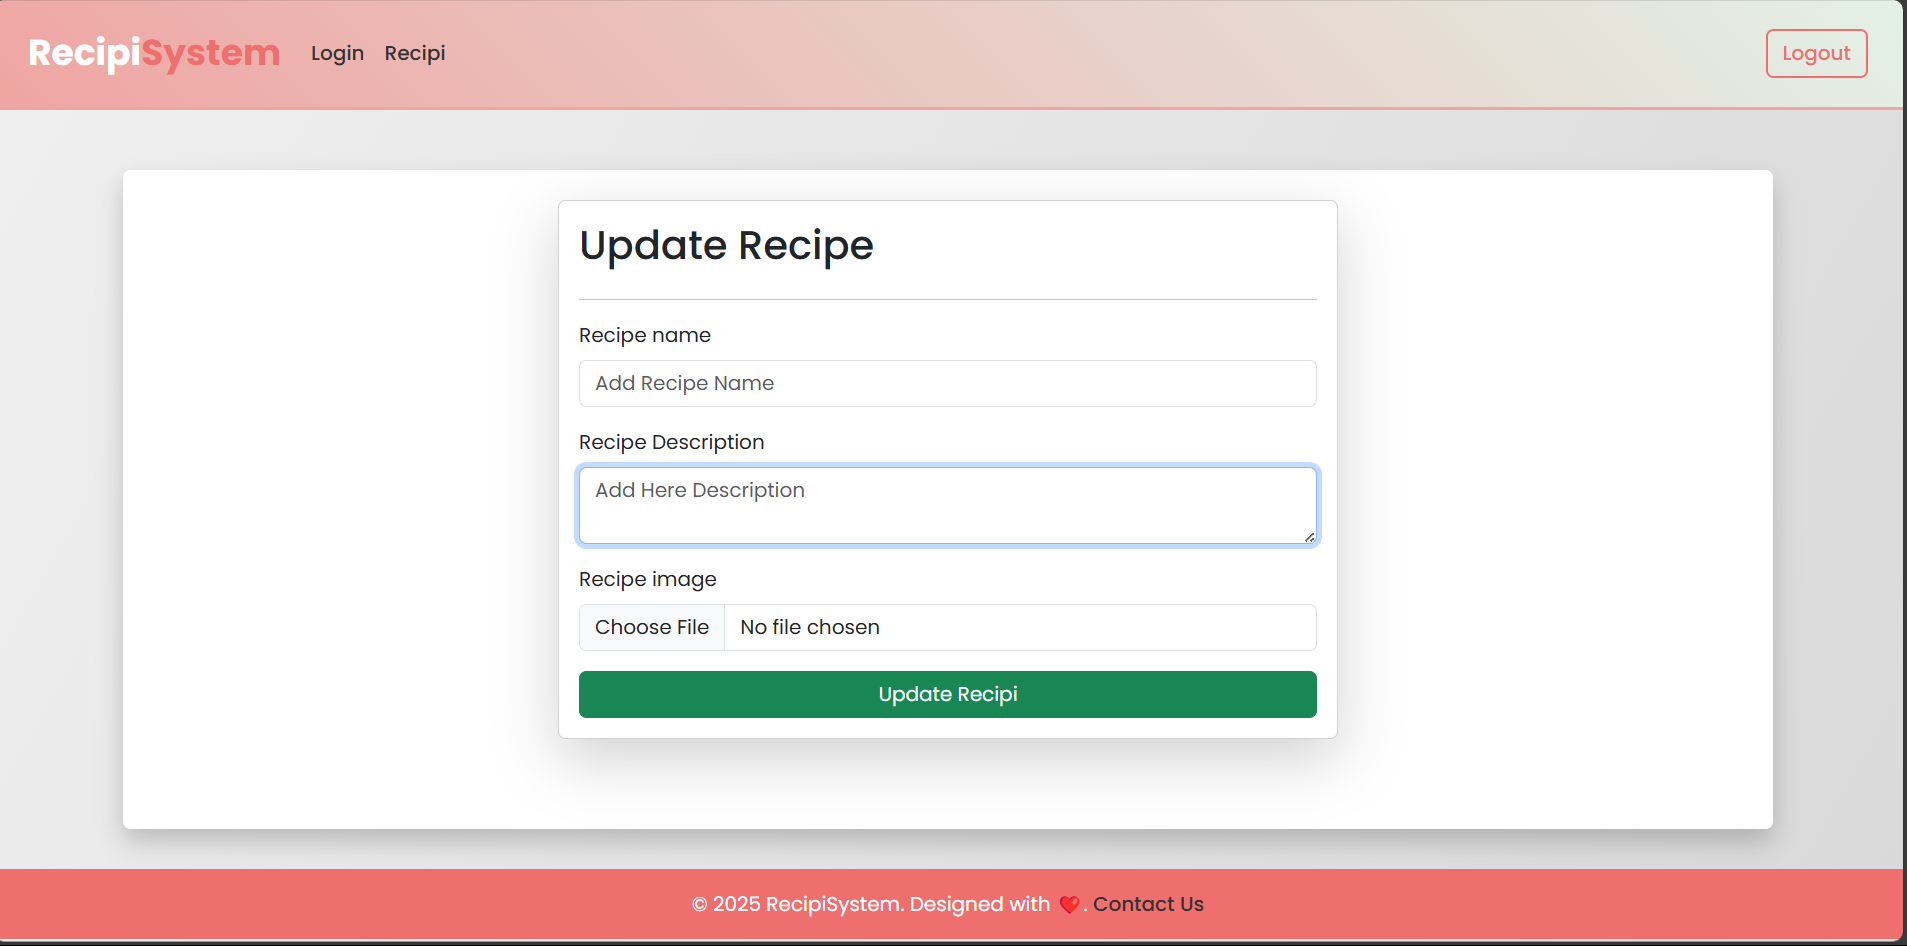 RecipiSystem Login Recipi Logout
Update Recipe
Recipe name
Add Recipe Name
Recipe Description
Add Here Description
Recipe image
Choose File No file chosen
Update Recipi
© 2025 RecipiSystem. Designed with ❤️. Contact Us